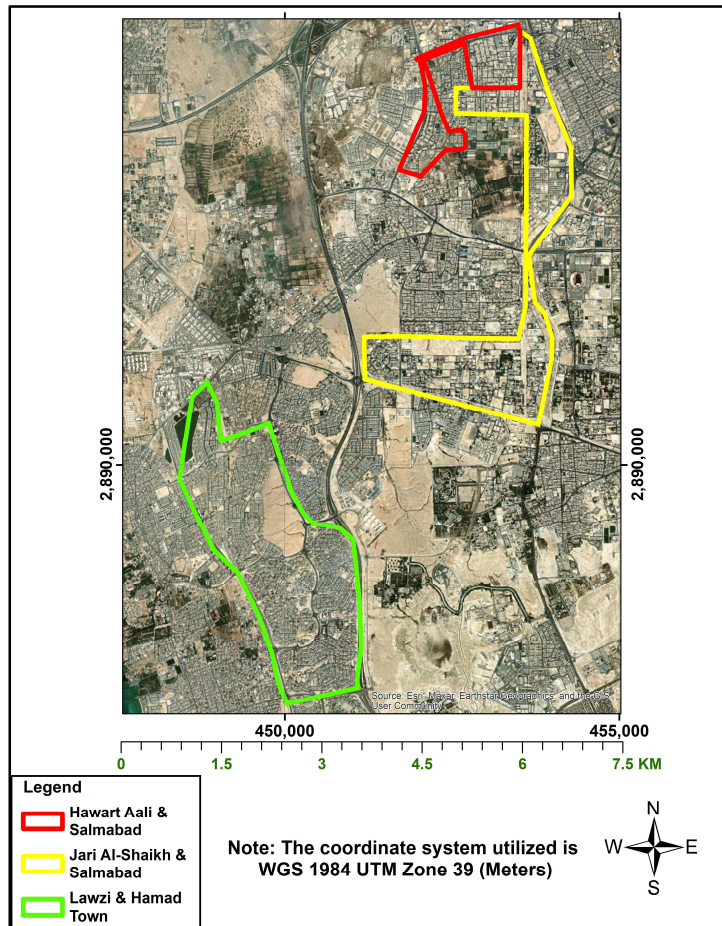 2,890,000
2,890,000
Source: Esri, Maxar, Earthstar Geographics, and the GIS
User Community
450,000
455,000
0 1.5 3 4.5 6 7.5 KM
Legend
Hawart Aali &
Salmabad
Jari Al-Shaikh &
Salmabad
Lawzi & Hamad
Town
Note: The coordinate system utilized is
WGS 1984 UTM Zone 39 (Meters)
N
W E
S